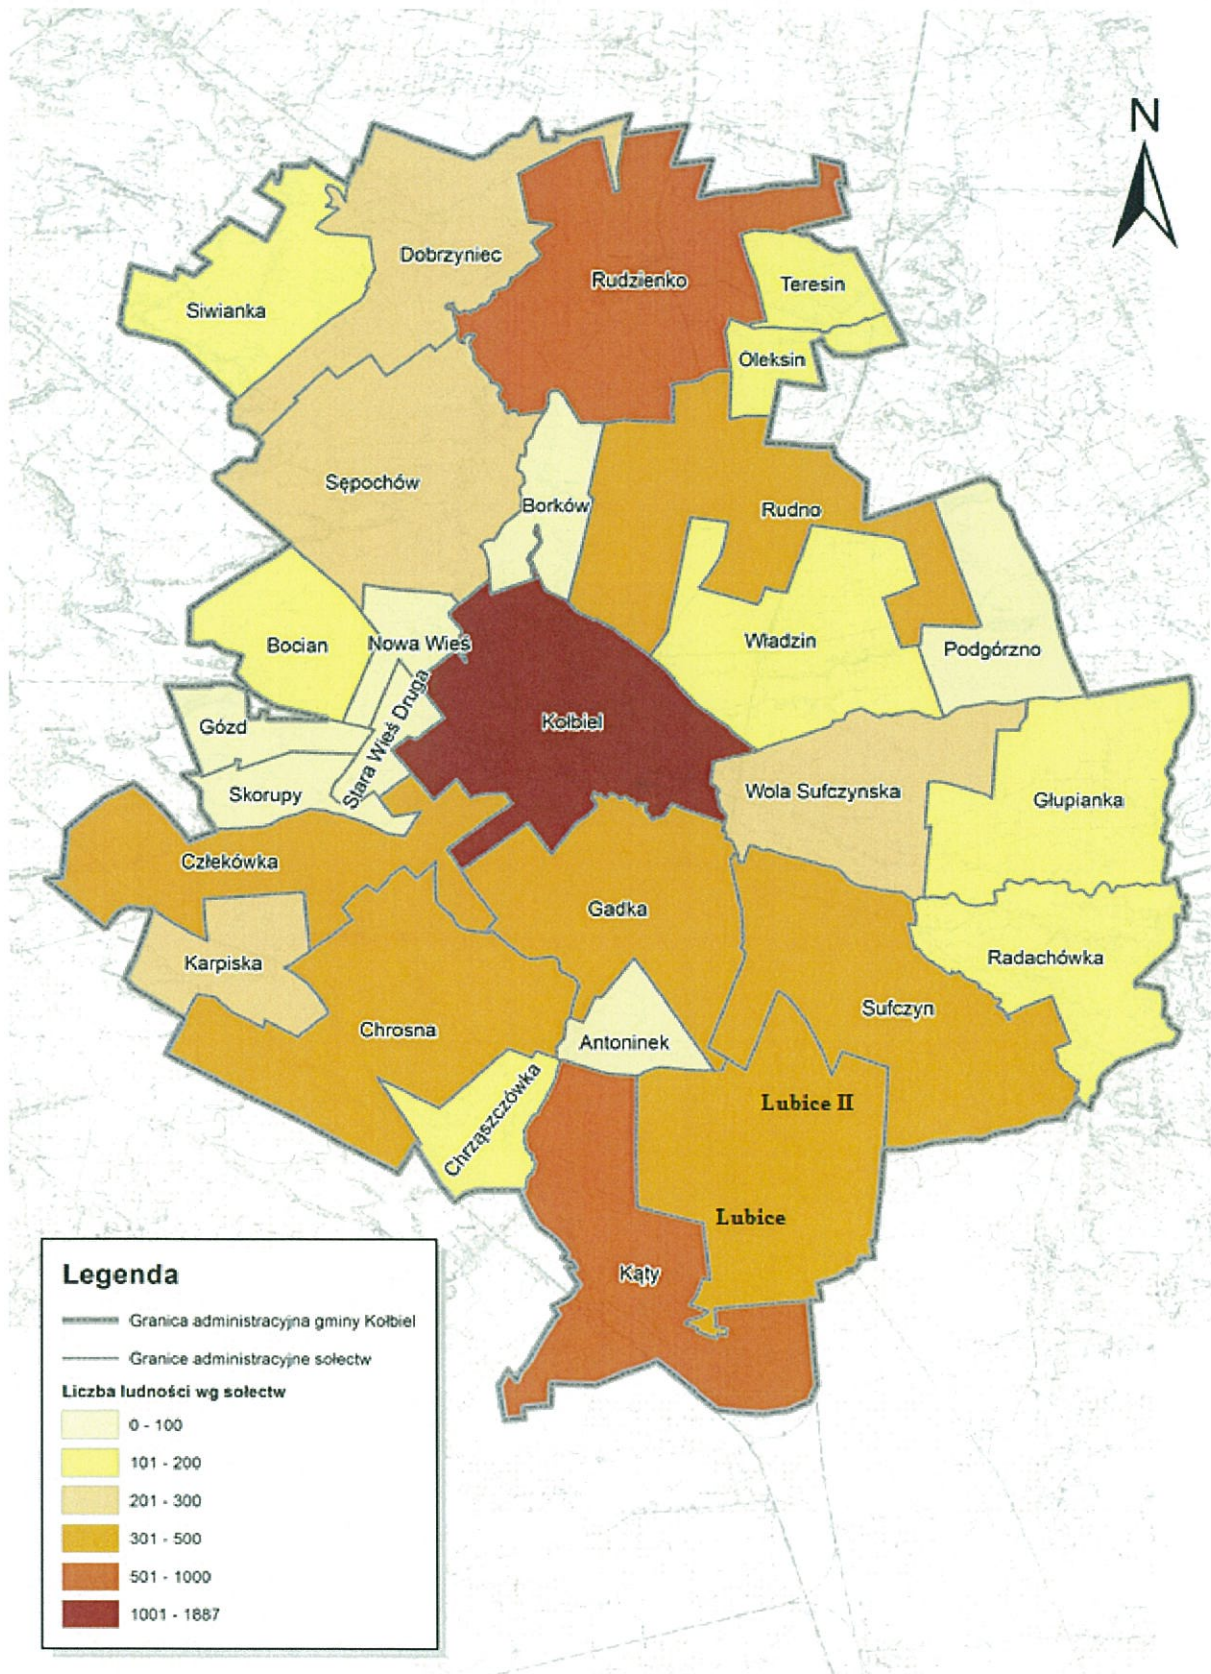 N
Dobrzyniec
Rudzienko
Teresin
Siwianka
Oleksin
Sępochów
Borków
Rudno
Bocian
Nowa Wieś
Władzin
Podgórzno
Stara Wieś Druga
Gózd
Kołbiel
Skorupy
Wola Sufczynska
Głupianka
Człekówka
Gadka
Karpiska
Radachówka
Sufczyn
Chrosna
Antoninek
Chrząszczówka
Lubice II
Lubice
Kąty
Legenda
Granica administracyjna gminy Kołbiel
Granice administracyjne sołectw
Liczba ludności wg sołectw
0 - 100
101 - 200
201 - 300
301 - 500
501 - 1000
1001 - 1887